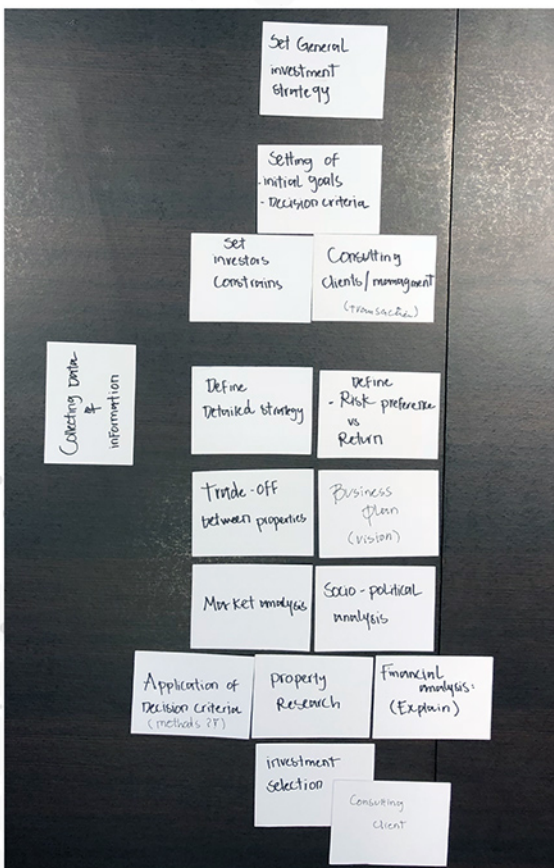 Set General
investment
strategy
Setting of
- initial goals
- Decision criteria
Set
investors
constrains
Consulting
clients/managment
(transaction)
Collecting Data
&
information
Define
Detailed strategy
Define
- Risk preference
vs
Return
Trade-off
between properties
Business
plan
(vision)
Market analysis
Socio-political
analysis
Application of
Decision criteria
(methods ??)
property
Research
Financial
analysis:
(Explain)
investment
selection
Consulting
client